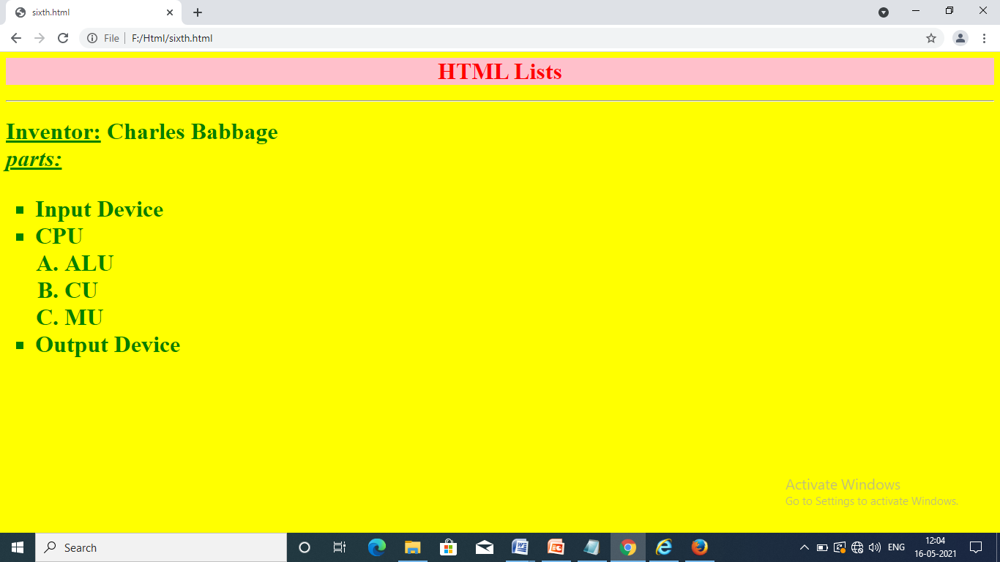 sixth.html
File F:/Html/sixth.html
HTML Lists
Inventor: Charles Babbage
parts:
Input Device
CPU
A. ALU
B. CU
C. MU
Output Device
Activate Windows
Go to Settings to activate Windows.
Search
ENG
12:04
16-05-2021